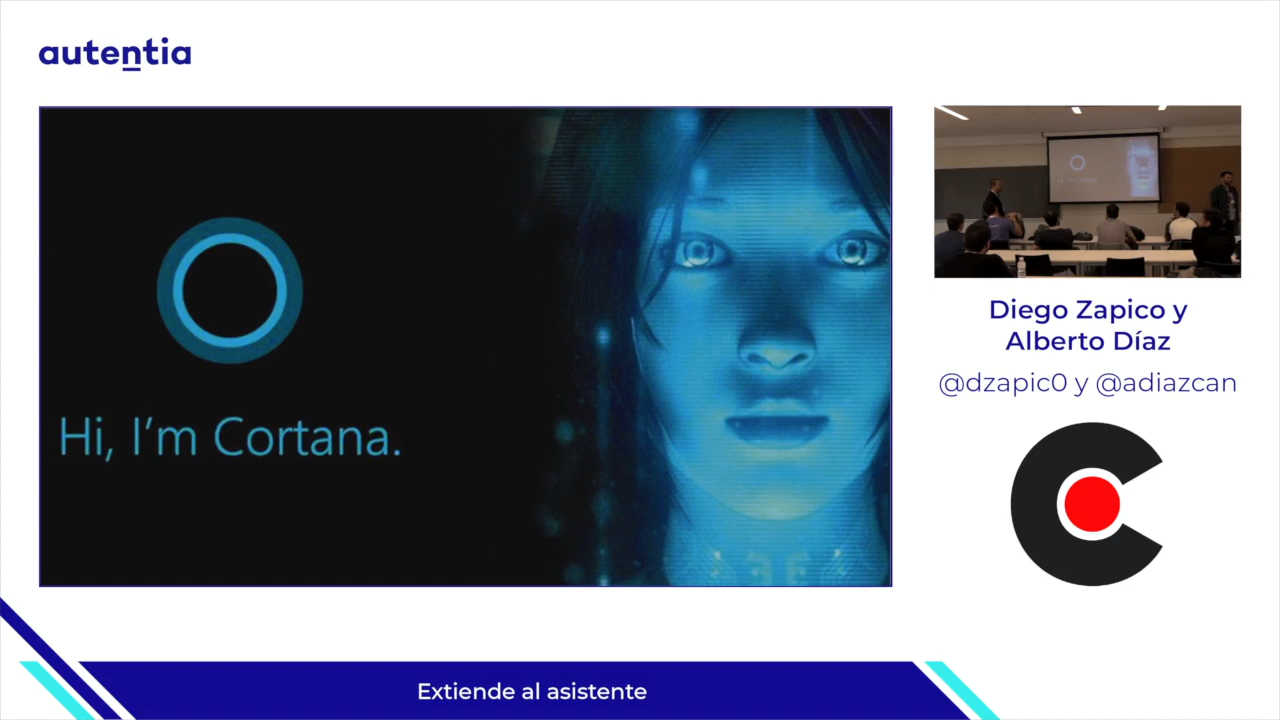 autentia
Hi, I'm Cortana.
Diego Zapico y
Alberto Díaz
@dzapic0 y @adiazcan
Extiende al asistente